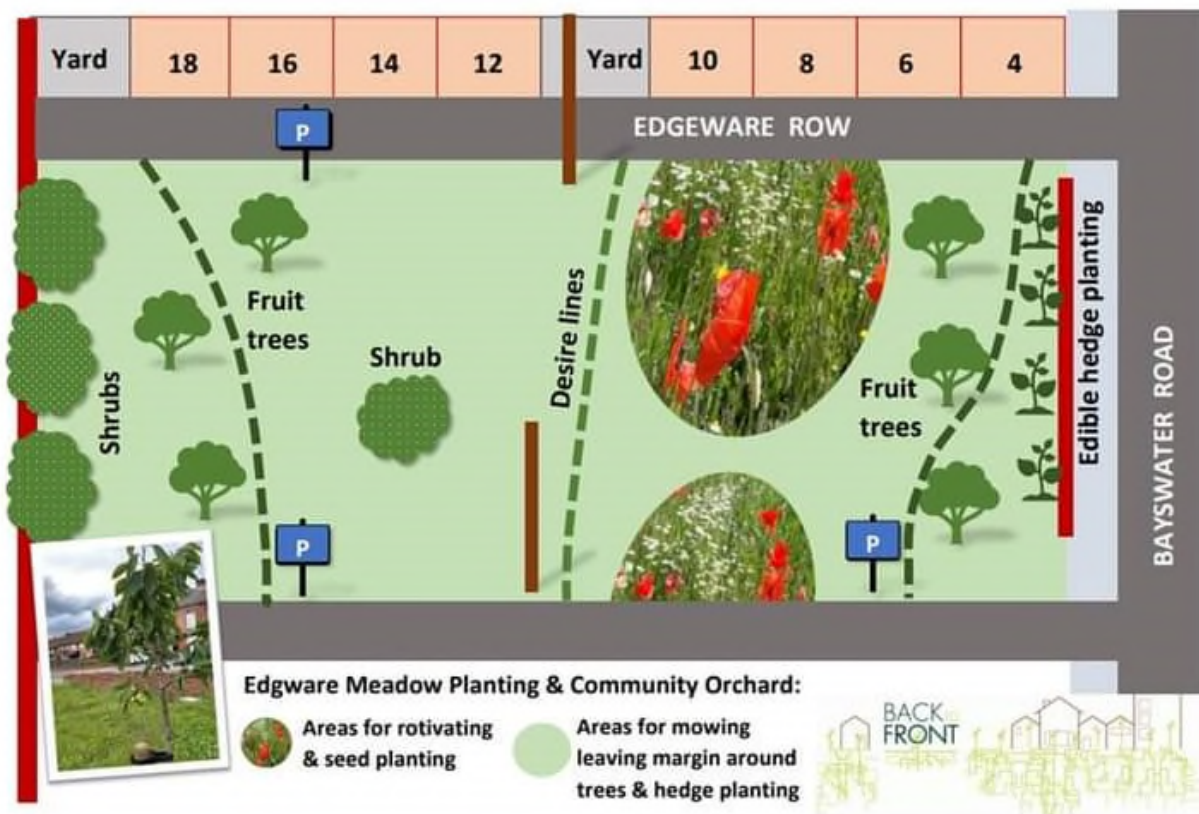 Yard 18 16 14 12 Yard 10 8 6 4
P
EDGEWARE ROW
Fruit
trees
Shrub
Shrubs
Desire lines
Fruit
trees
Edible hedge planting
BAYSWATER ROAD
P
P
Edgware Meadow Planting & Community Orchard:
Areas for rotivating
& seed planting
Areas for mowing
leaving margin around
trees & hedge planting
BACK
FRONT